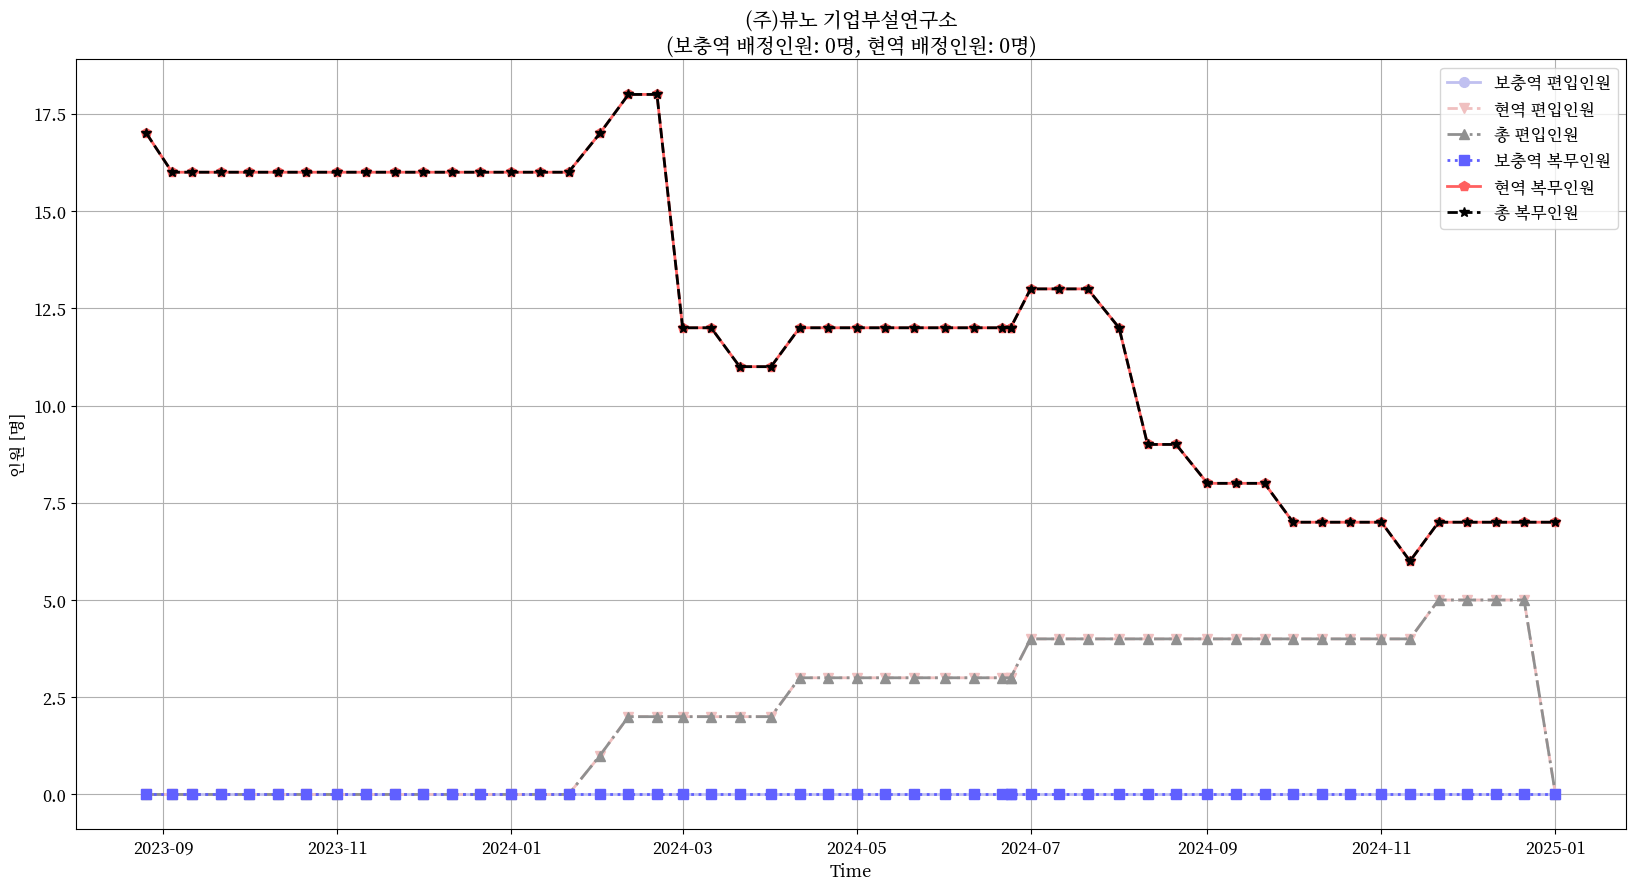 (주)뷰노 기업부설연구소
(보충역 배정인원: 0명, 현역 배정인원: 0명)
보충역 편입인원
현역 편입인원
총 편입인원
보충역 복무인원
현역 복무인원
총 복무인원
인원 [명]
17.5
15.0
12.5
10.0
7.5
5.0
2.5
0.0
2023-09
2023-11
2024-01
2024-03
2024-05
2024-07
2024-09
2024-11
2025-01
Time